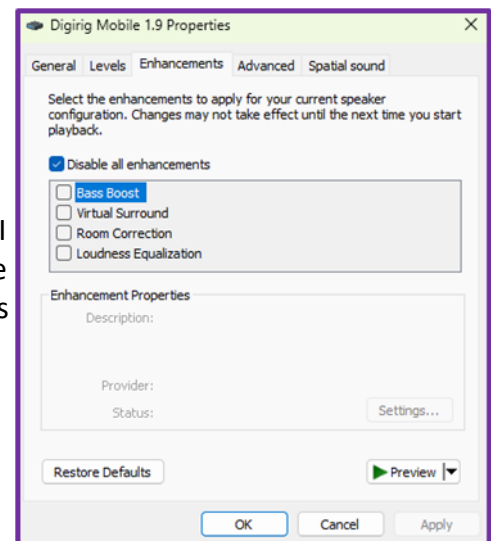 Digirig Mobile 1.9 Properties
General Levels Enhancements Advanced Spatial sound
Select the enhancements to apply for your current speaker
configuration. Changes may not take effect until the next time you start
playback.
Disable all enhancements
Bass Boost
Virtual Surround
Room Correction
Loudness Equalization
Enhancement Properties
Description:
Provider:
Status:
Settings...
Restore Defaults
Preview
OK Cancel Apply